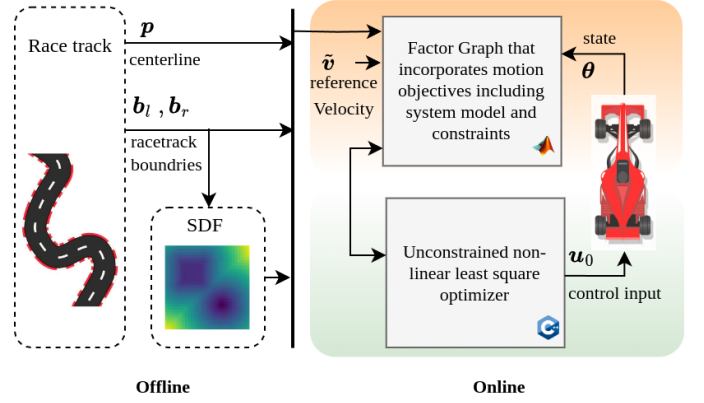 Race track
p
centerline
b_l , b_r
racetrack
boundries
SDF
ṽ
reference
Velocity
Factor Graph that
incorporates motion
objectives including
system model and
constraints
state
θ
Unconstrained non-
linear least square
optimizer
C++
u_0
control input
Offline
Online